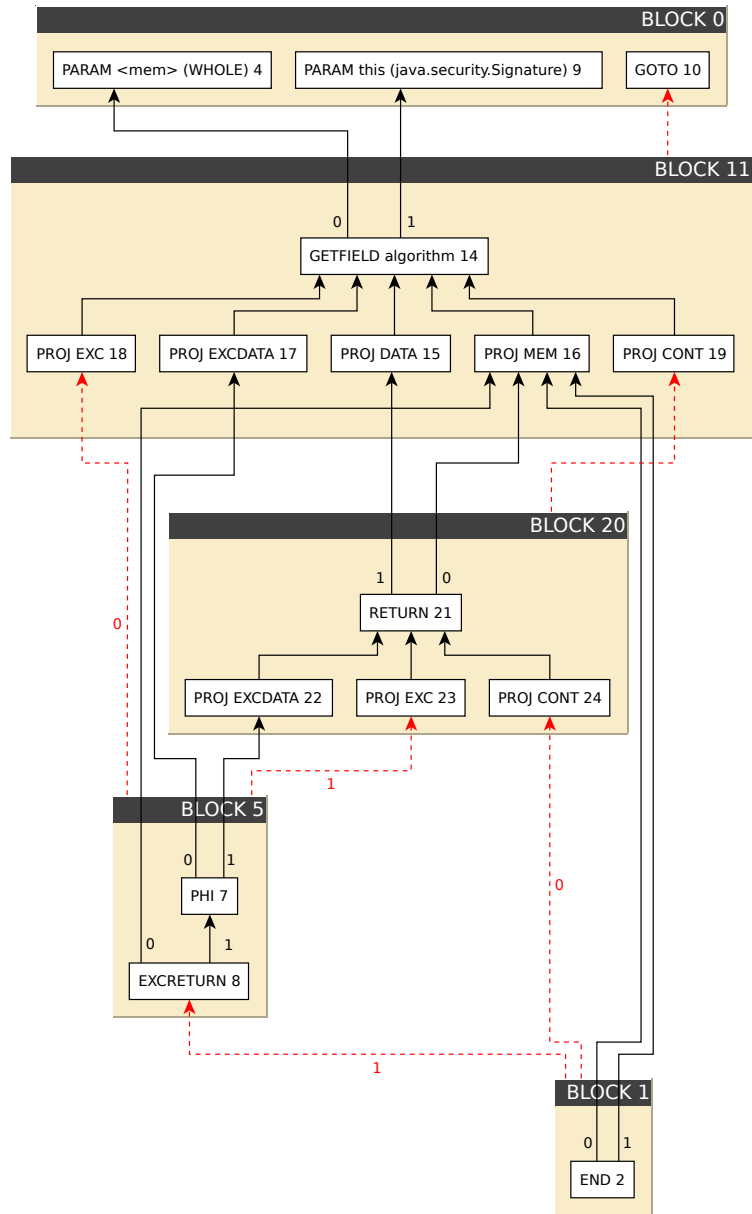 BLOCK 0
PARAM <mem> (WHOLE) 4
PARAM this (java.security.Signature) 9
GOTO 10
BLOCK 11
0
1
GETFIELD algorithm 14
PROJ EXC 18
PROJ EXCDATA 17
PROJ DATA 15
PROJ MEM 16
PROJ CONT 19
BLOCK 20
1
0
RETURN 21
0
PROJ EXCDATA 22
PROJ EXC 23
PROJ CONT 24
1
BLOCK 5
0
1
PHI 7
0
0
1
EXCRETURN 8
1
BLOCK 1
0
1
END 2